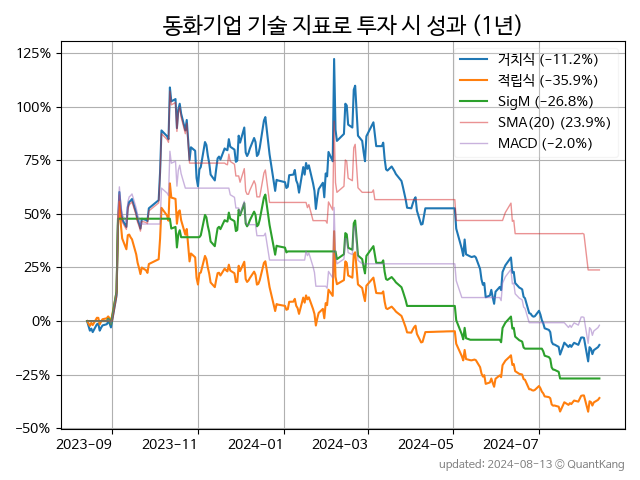 동화기업 기술 지표로 투자 시 성과 (1년)
125%
100%
75%
50%
25%
0%
−25%
−50%
거치식 (−11.2%)
적립식 (−35.9%)
SigM (−26.8%)
SMA(20) (23.9%)
MACD (−2.0%)
2023-09
2023-11
2024-01
2024-03
2024-05
2024-07
updated: 2024-08-13 © QuantKang